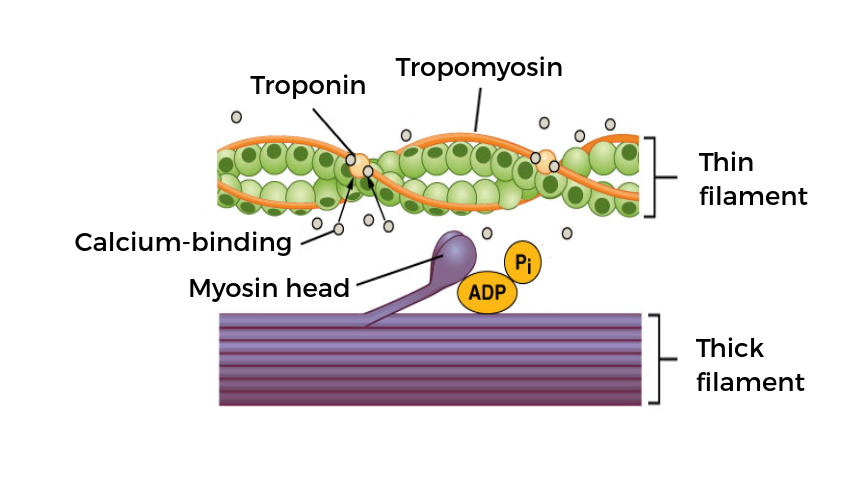 Tropomyosin
Troponin
Thin
filament
Calcium-binding
Myosin head
Pi
ADP
Thick
filament